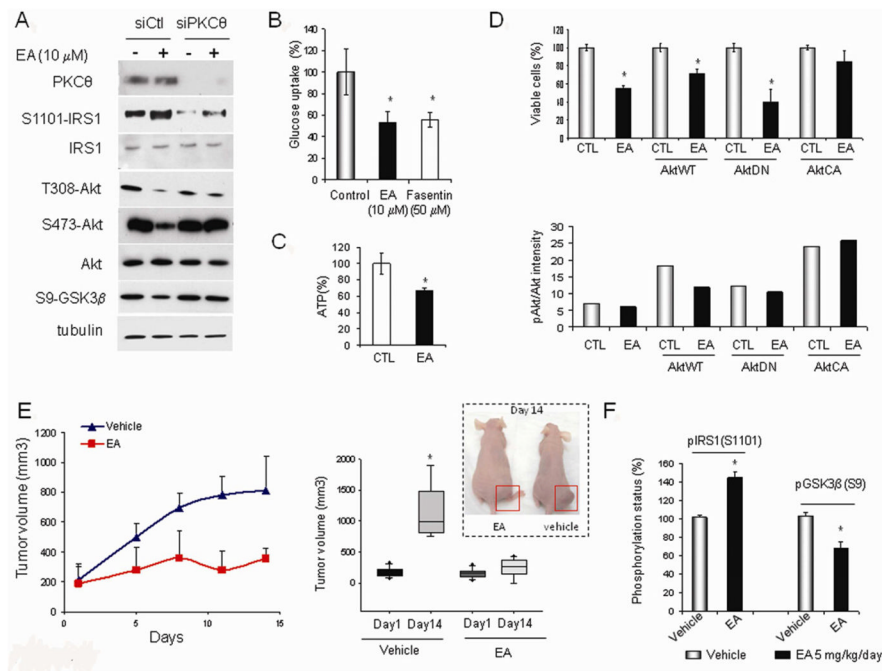 A
siCtl siPKCθ
EA (10 μM) - + - +
PKCθ
S1101-IRS1
IRS1
T308-Akt
S473-Akt
Akt
S9-GSK3β
tubulin
B
Glucose uptake (%)
140
120
100
80
60
40
20
0
*
*
Control EA Fasentin
(10 μM) (50 μM)
C
ATP(%)
120
100
80
60
40
20
0
*
CTL EA
D
Viable cells (%)
120
100
80
60
40
20
0
*
*
*
CTL EA CTL EA CTL EA CTL EA
AktWT AktDN AktCA
pAkt/Akt intensity
30
25
20
15
10
5
0
CTL EA CTL EA CTL EA CTL EA
AktWT AktDN AktCA
E
Vehicle
EA
Tumor volume (mm3)
1200
1000
800
600
400
200
0
0 5 10 15
Days
Tumor volume (mm3)
2000
1500
1000
500
0
*
Day1 Day14 Day1 Day14
Vehicle EA
Day 14
EA vehicle
F
pIRS1(S1101)
pGSK3β(S9)
Phosphorylation status (%)
200
150
100
50
0
*
*
Vehicle EA Vehicle EA
Vehicle EA 5 mg/kg/day